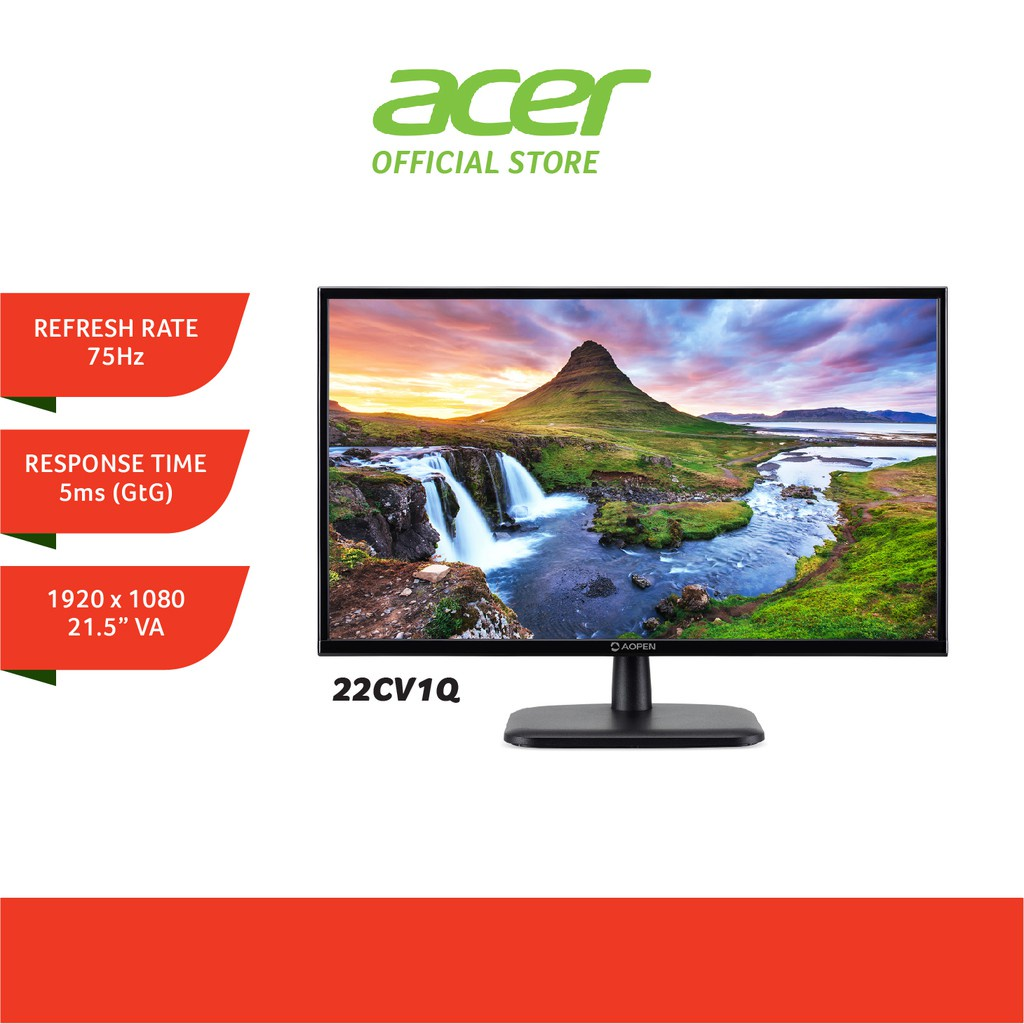 acer
OFFICIAL STORE
REFRESH RATE
75Hz
RESPONSE TIME
5ms (GtG)
1920 x 1080
21.5” VA
AOPEN
22CV1Q